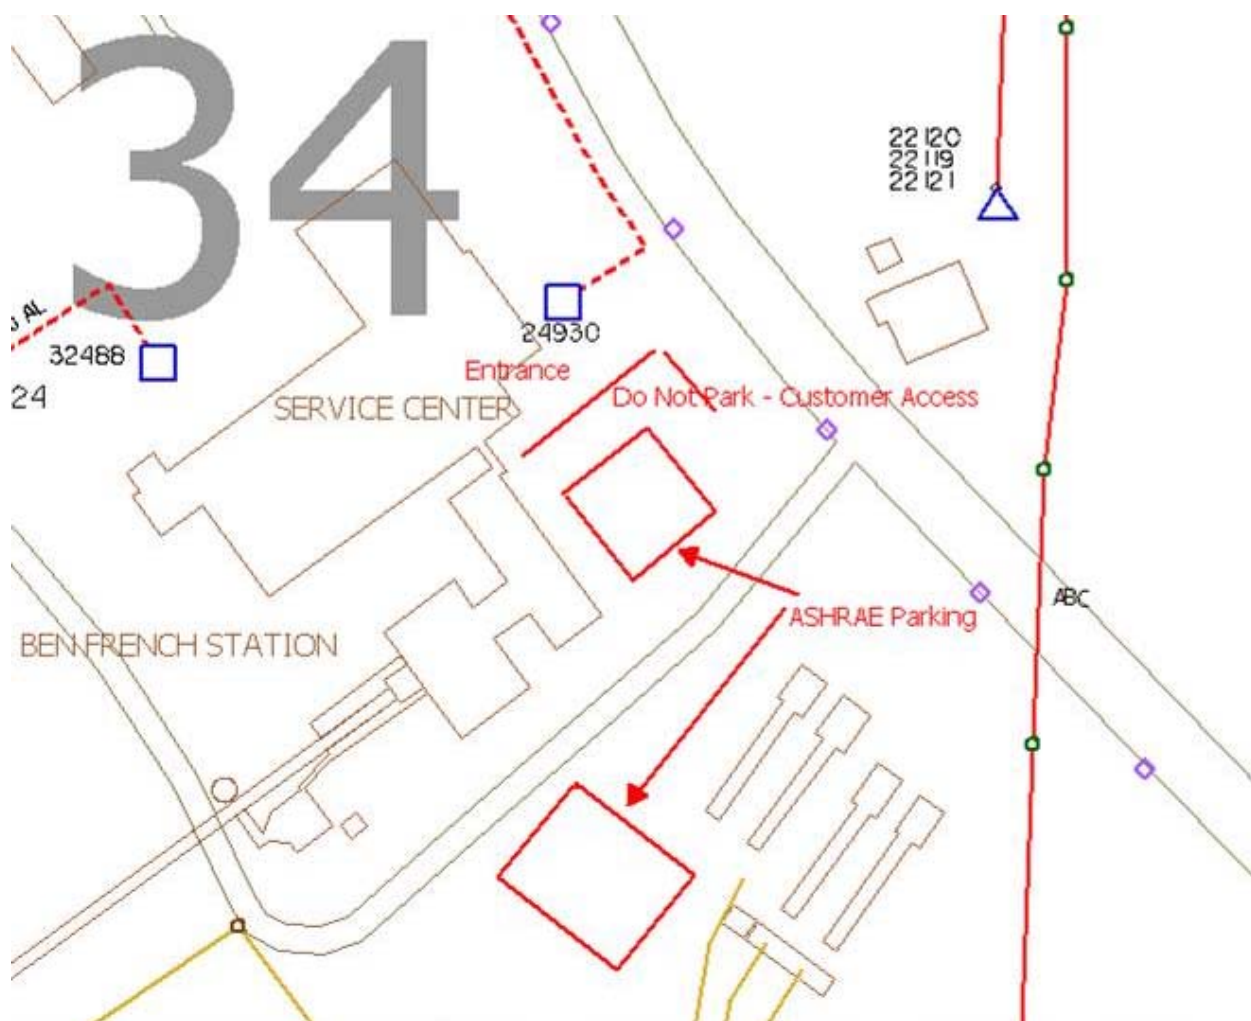 34
22120
22119
22121
AL
24930
32488
Entrance
24
Do Not Park - Customer Access
SERVICE CENTER
ABC
ASHRAE Parking
BEN FRENCH STATION